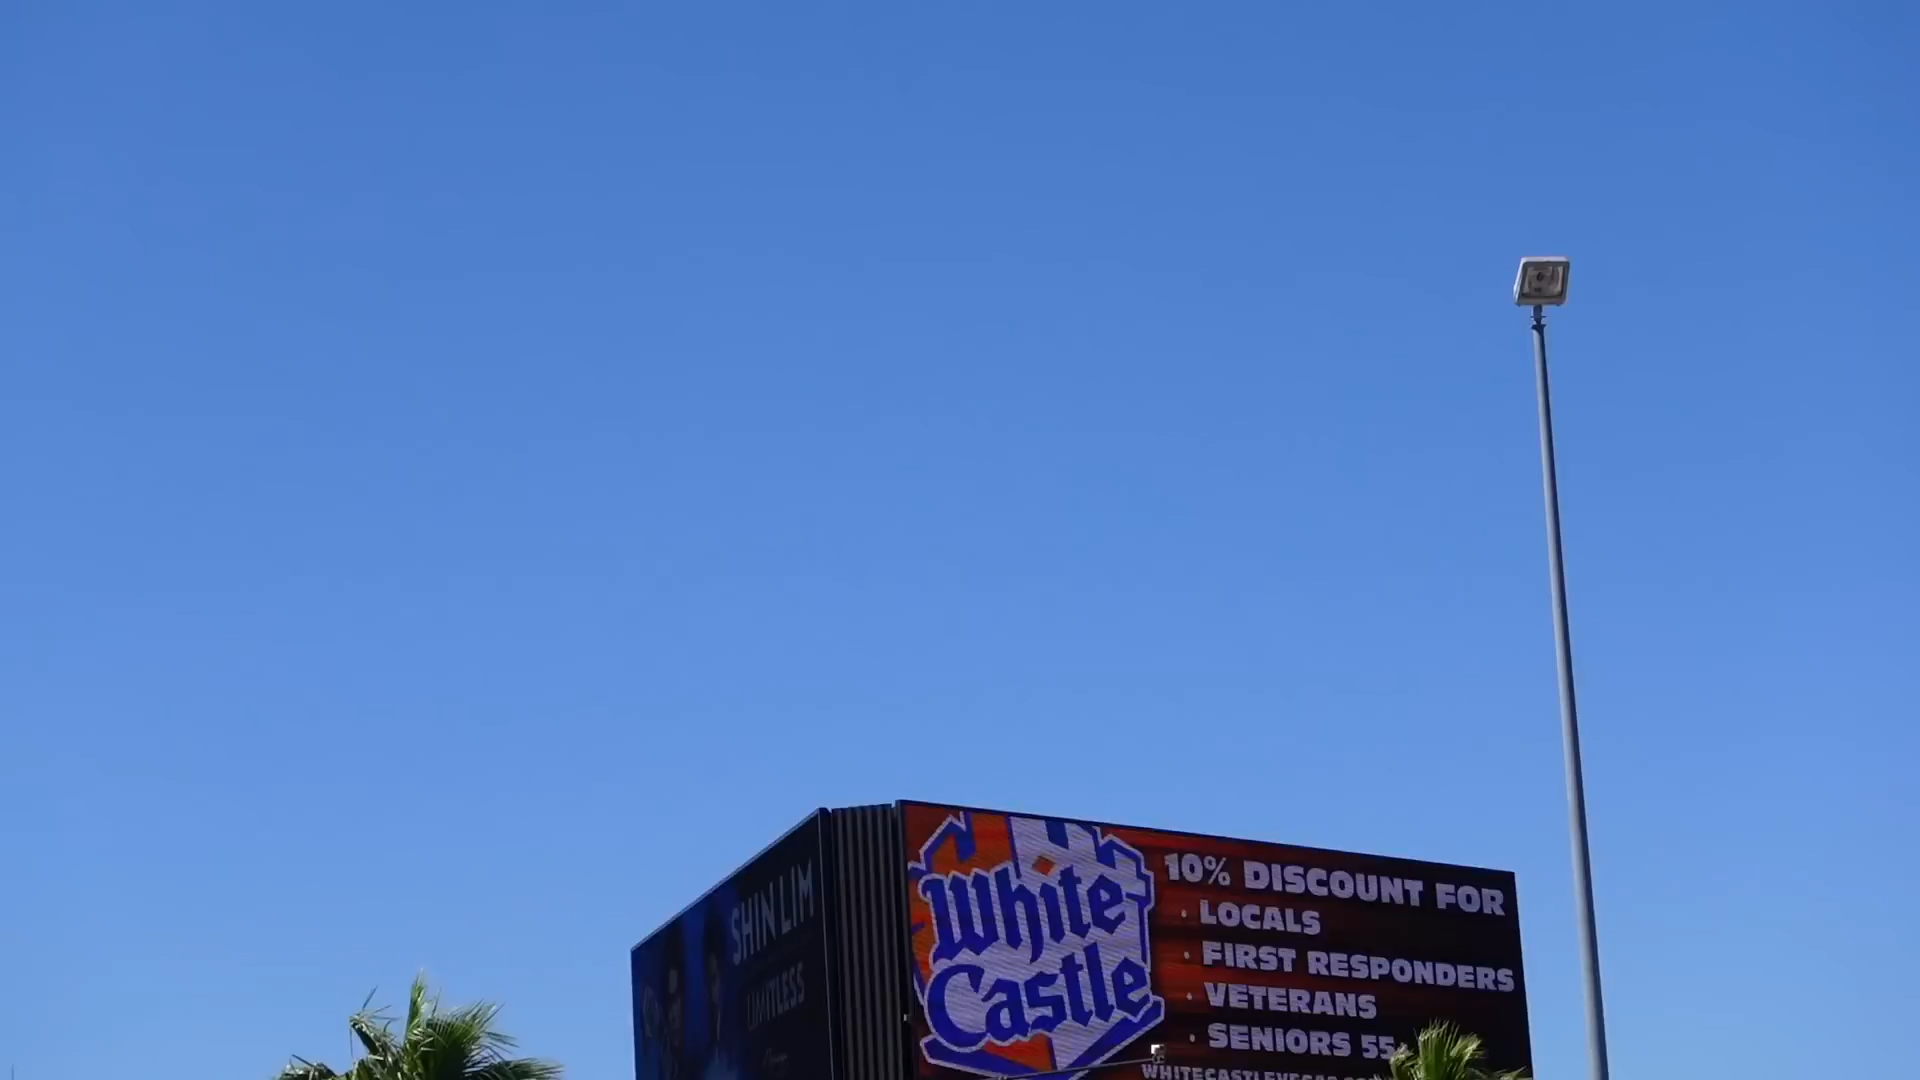 SHIN LIM
LIMITLESS
White
Castle
10% DISCOUNT FOR
· LOCALS
· FIRST RESPONDERS
· VETERANS
· SENIORS 55